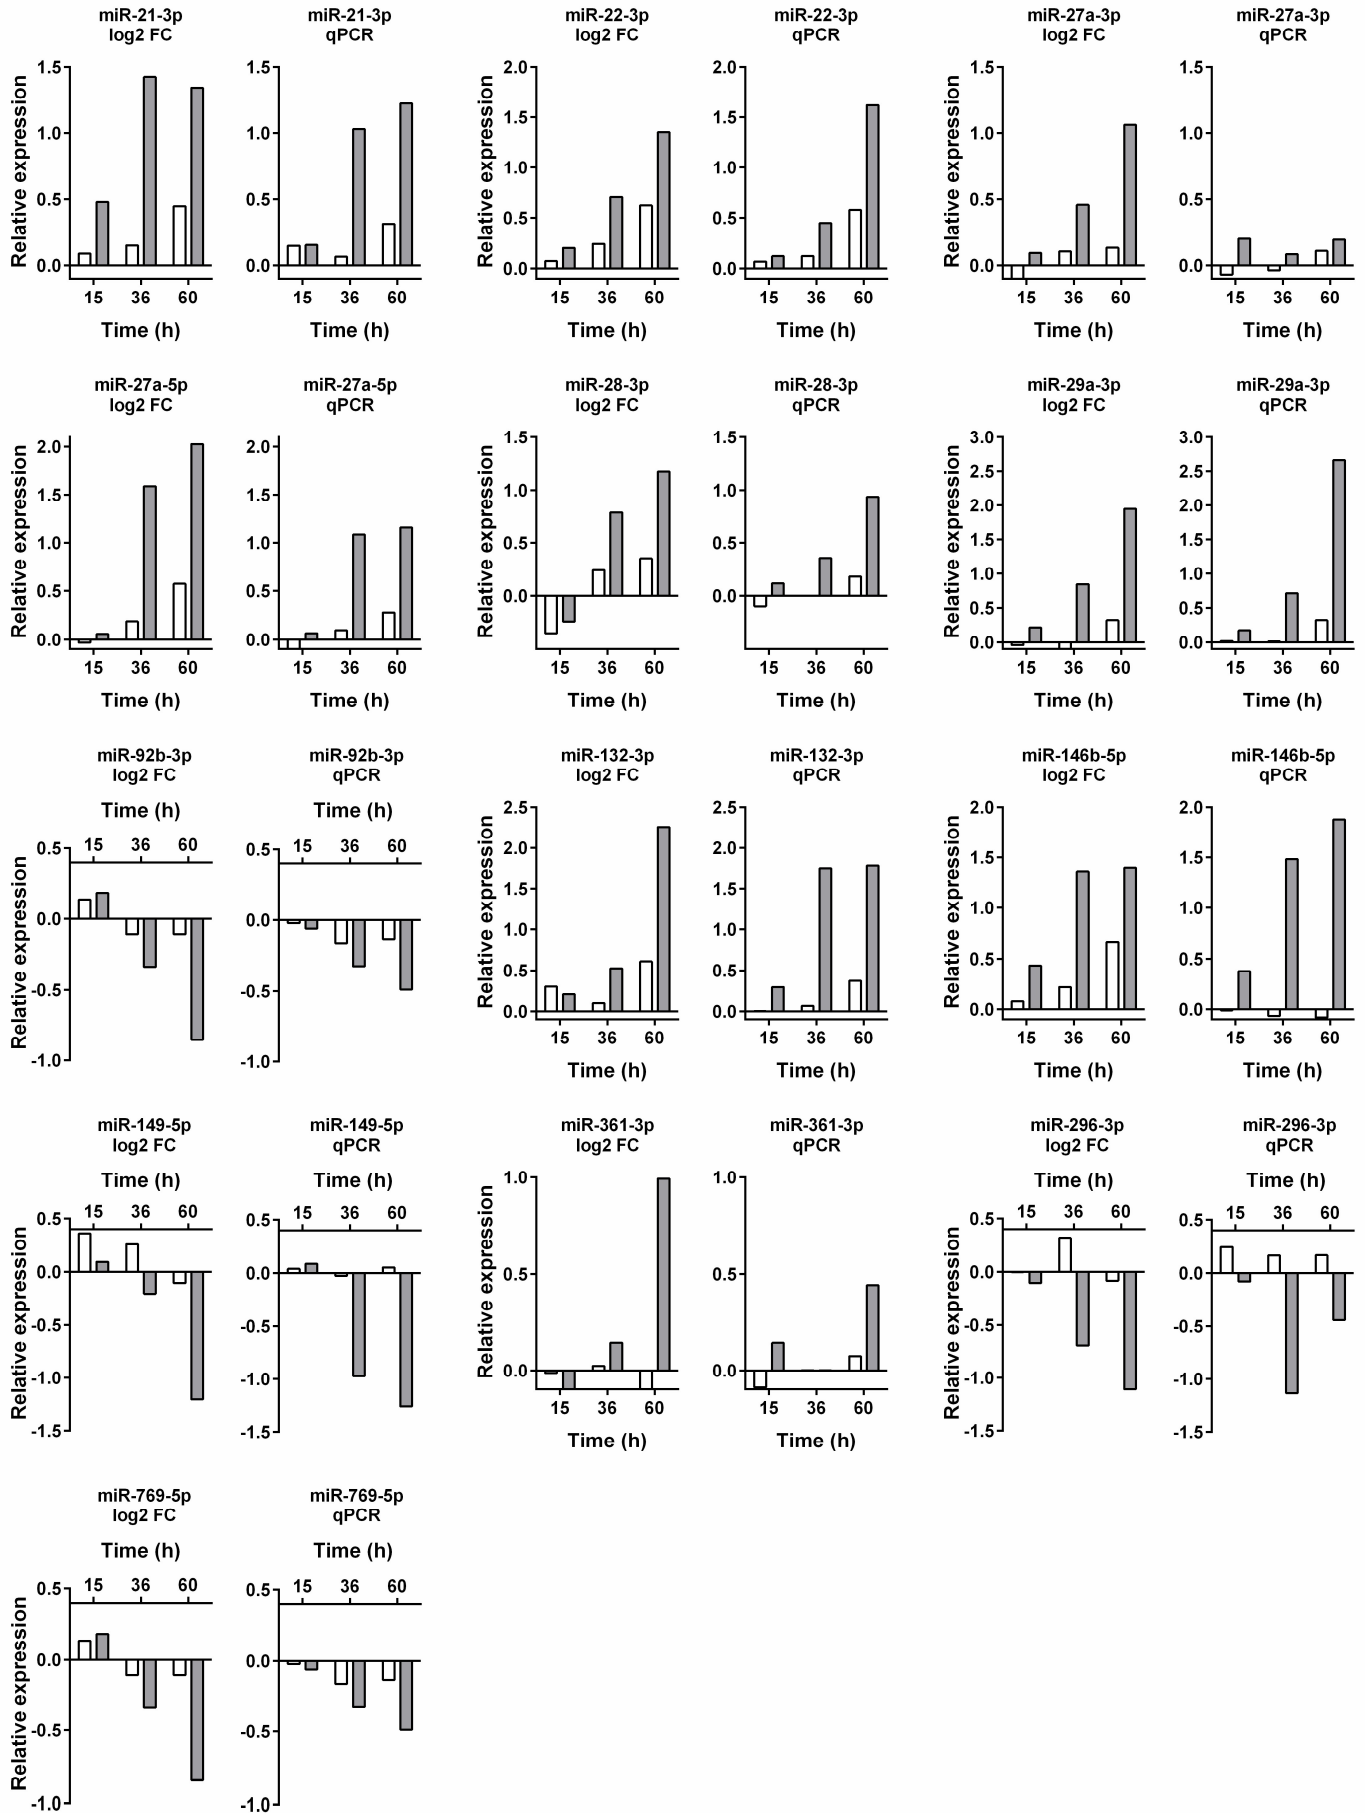 miR-21-3p
log2 FC
Relative expression
1.5
1.0
0.5
0.0
15 36 60
Time (h)
miR-21-3p
qPCR
1.5
1.0
0.5
0.0
15 36 60
Time (h)
miR-22-3p
log2 FC
Relative expression
2.0
1.5
1.0
0.5
0.0
15 36 60
Time (h)
miR-22-3p
qPCR
2.0
1.5
1.0
0.5
0.0
15 36 60
Time (h)
miR-27a-3p
log2 FC
Relative expression
1.5
1.0
0.5
0.0
15 36 60
Time (h)
miR-27a-3p
qPCR
1.5
1.0
0.5
0.0
15 36 60
Time (h)
miR-27a-5p
log2 FC
Relative expression
2.0
1.5
1.0
0.5
0.0
15 36 60
Time (h)
miR-27a-5p
qPCR
2.0
1.5
1.0
0.5
0.0
15 36 60
Time (h)
miR-28-3p
log2 FC
Relative expression
1.5
1.0
0.5
0.0
15 36 60
Time (h)
miR-28-3p
qPCR
1.5
1.0
0.5
0.0
15 36 60
Time (h)
miR-29a-3p
log2 FC
Relative expression
3.0
2.5
2.0
1.5
1.0
0.5
0.0
15 36 60
Time (h)
miR-29a-3p
qPCR
3.0
2.5
2.0
1.5
1.0
0.5
0.0
15 36 60
Time (h)
miR-92b-3p
log2 FC
Time (h)
15 36 60
Relative expression
0.5
0.0
-0.5
-1.0
miR-92b-3p
qPCR
Time (h)
15 36 60
0.5
0.0
-0.5
-1.0
miR-132-3p
log2 FC
Relative expression
2.5
2.0
1.5
1.0
0.5
0.0
15 36 60
Time (h)
miR-132-3p
qPCR
2.5
2.0
1.5
1.0
0.5
0.0
15 36 60
Time (h)
miR-146b-5p
log2 FC
Relative expression
2.0
1.5
1.0
0.5
0.0
15 36 60
Time (h)
miR-146b-5p
qPCR
2.0
1.5
1.0
0.5
0.0
15 36 60
Time (h)
miR-149-5p
log2 FC
Time (h)
15 36 60
Relative expression
0.5
0.0
-0.5
-1.0
-1.5
miR-149-5p
qPCR
Time (h)
15 36 60
0.5
0.0
-0.5
-1.0
-1.5
miR-361-3p
log2 FC
Relative expression
1.0
0.5
0.0
15 36 60
Time (h)
miR-361-3p
qPCR
1.0
0.5
0.0
15 36 60
Time (h)
miR-296-3p
log2 FC
Time (h)
15 36 60
Relative expression
0.5
0.0
-0.5
-1.0
-1.5
miR-296-3p
qPCR
Time (h)
15 36 60
0.5
0.0
-0.5
-1.0
-1.5
miR-769-5p
log2 FC
Time (h)
15 36 60
Relative expression
0.5
0.0
-0.5
-1.0
miR-769-5p
qPCR
Time (h)
15 36 60
0.5
0.0
-0.5
-1.0